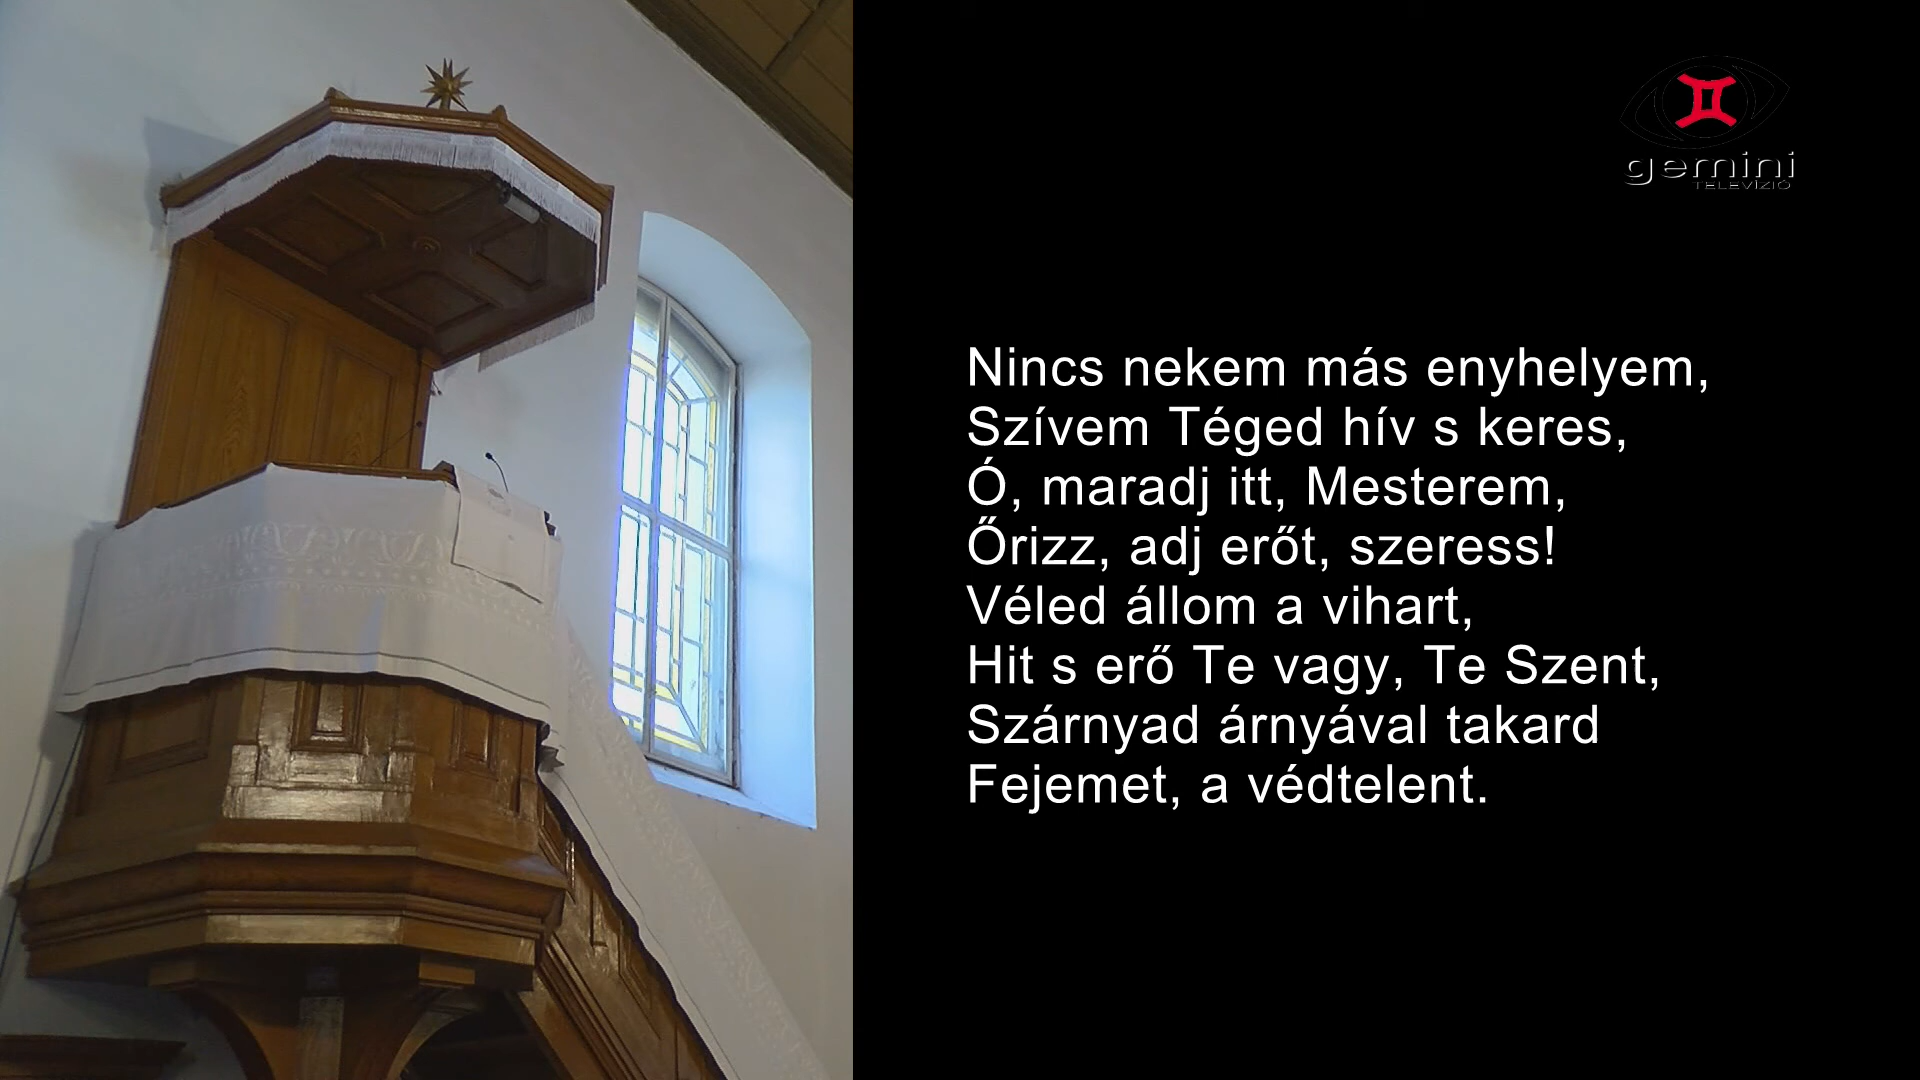 gemini
TELEVÍZIÓ
Nincs nekem más enyhelyem,
Szívem Téged hív s keres,
Ó, maradj itt, Mesterem,
Őrizz, adj erőt, szeress!
Véled állom a vihart,
Hit s erő Te vagy, Te Szent,
Szárnyad árnyával takard
Fejemet, a védtelent.